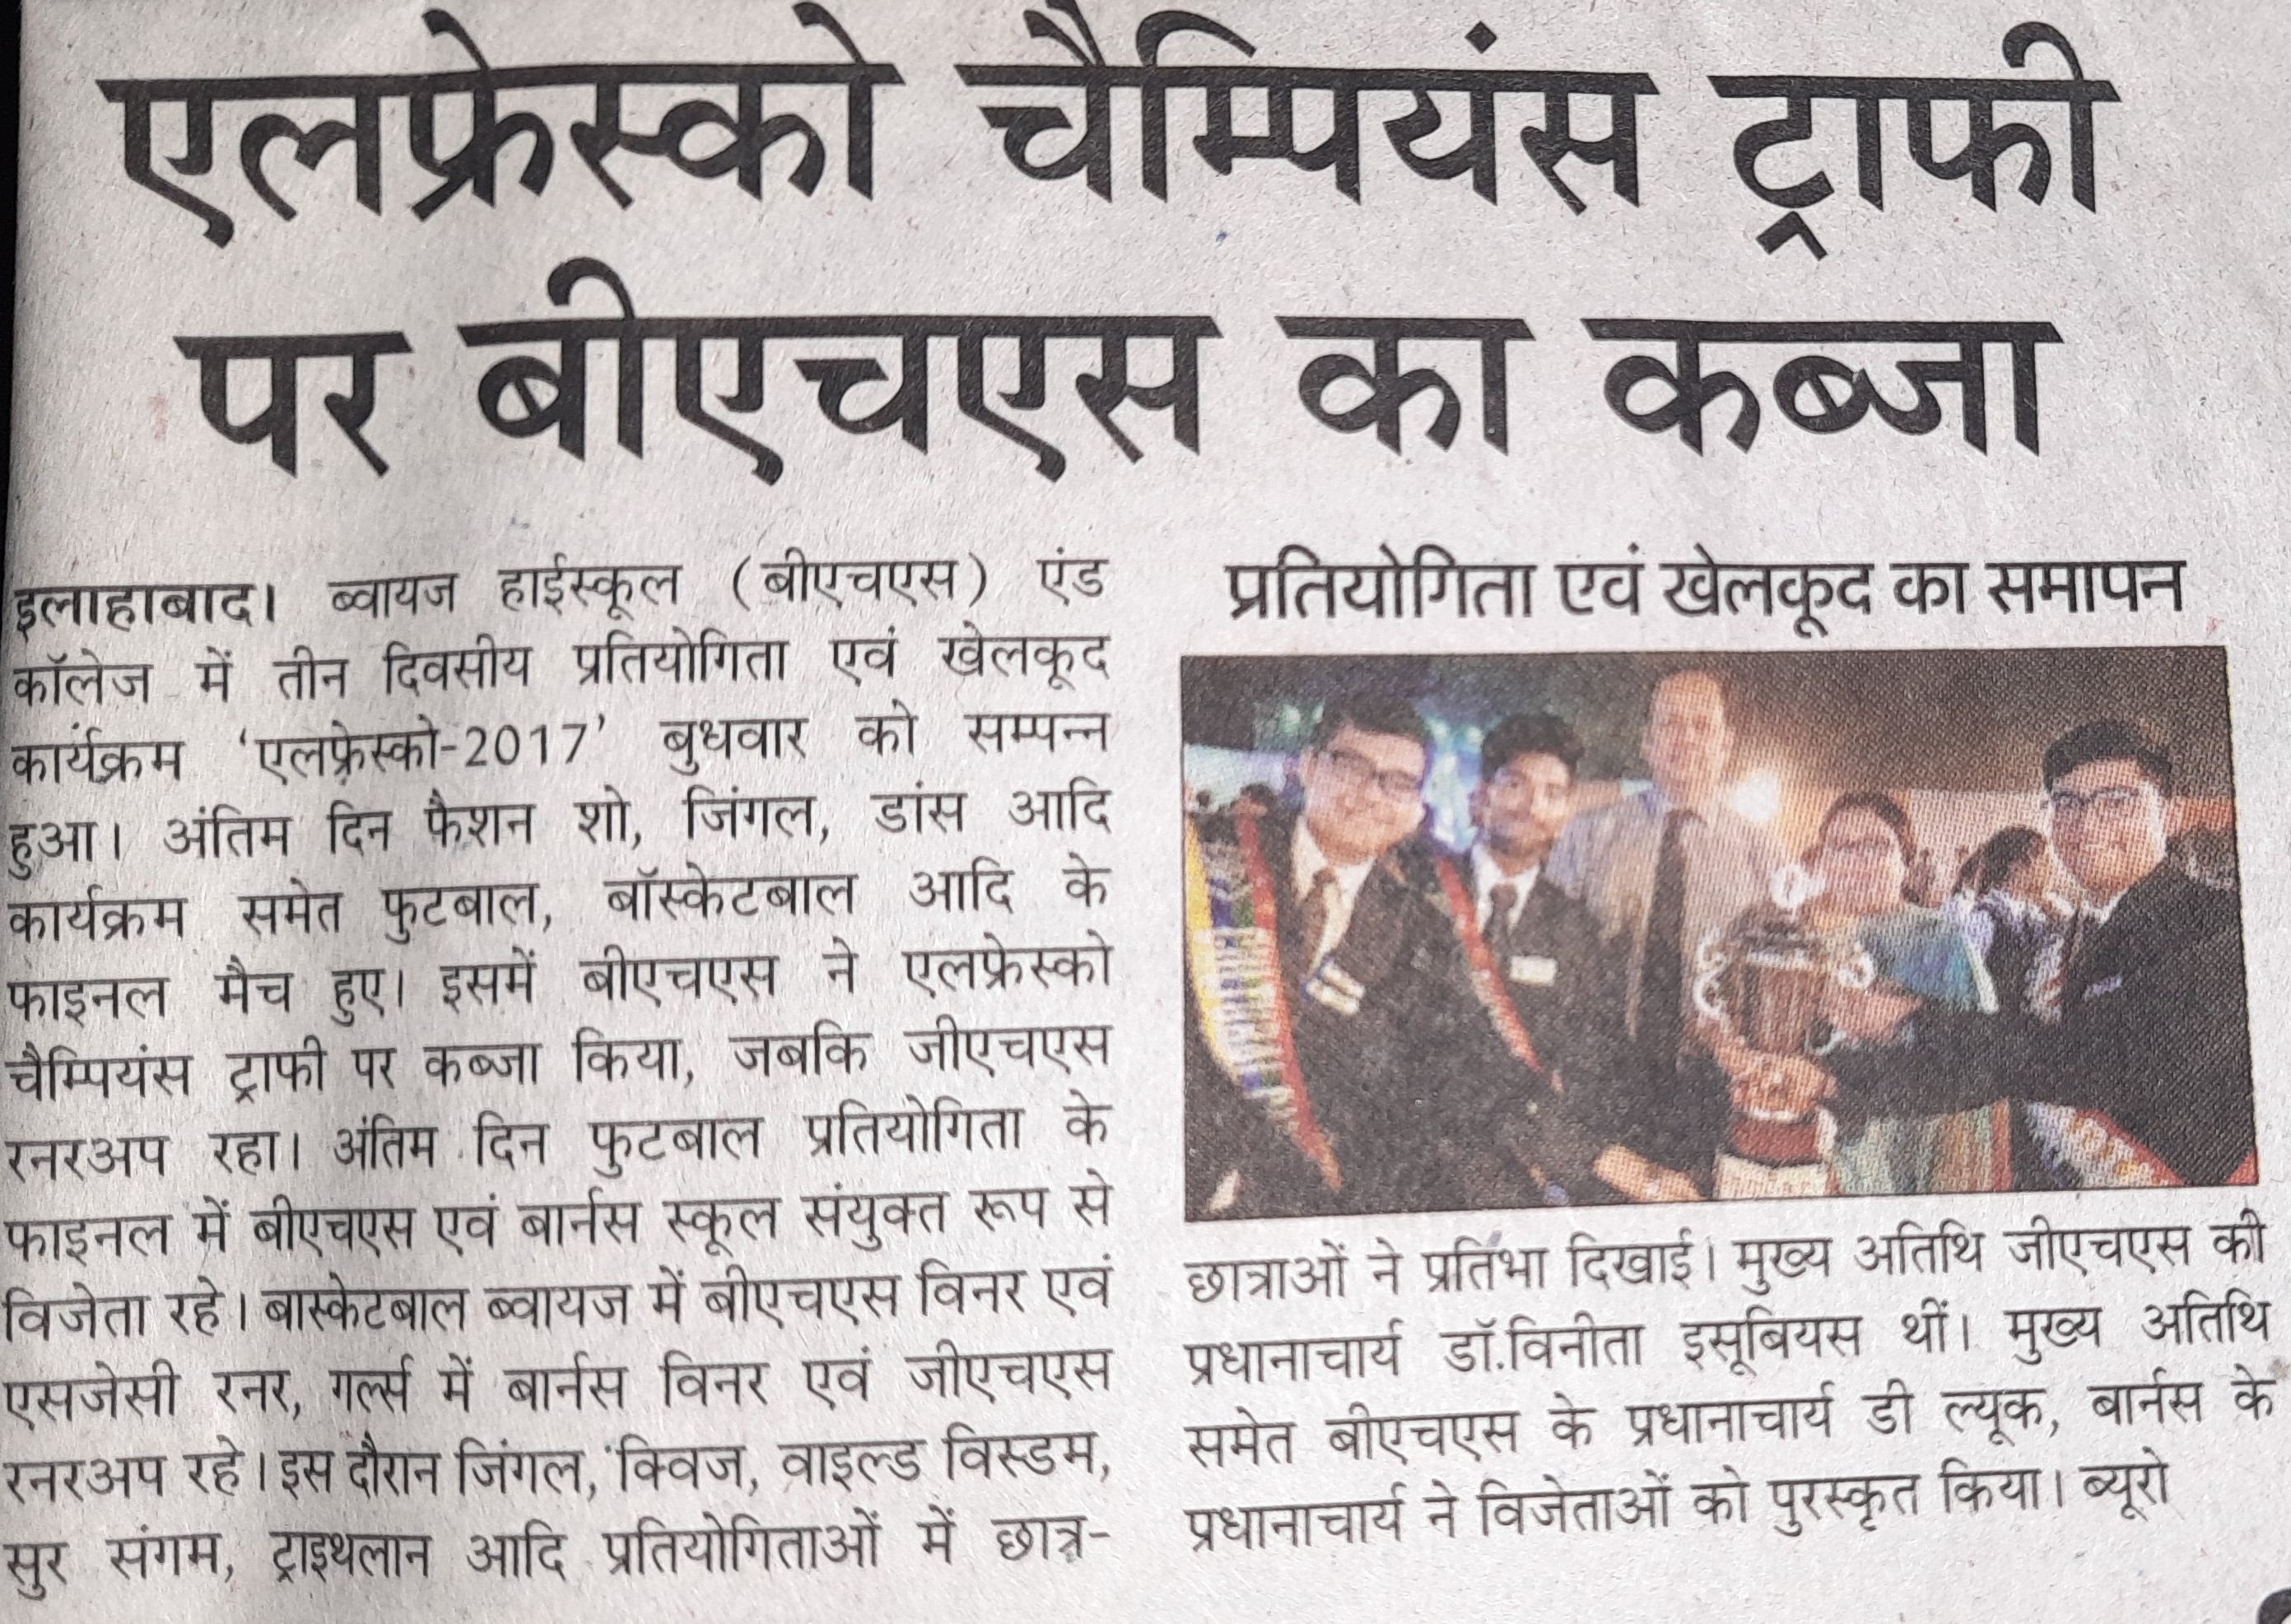 एलफ्रेस्को चैम्पियंस ट्राफी
पर बीएचएस का कब्जा
इलाहाबाद। ब्वायज हाईस्कूल (बीएचएस) एंड
कॉलेज में तीन दिवसीय प्रतियोगिता एवं खेलकूद
कार्यक्रम ‘एलफ्रेस्को-2017’ बुधवार को सम्पन्न
हुआ। अंतिम दिन फैशन शो, जिंगल, डांस आदि
कार्यक्रम समेत फुटबाल, बॉस्केटबाल आदि के
फाइनल मैच हुए। इसमें बीएचएस ने एलफ्रेस्को
चैम्पियंस ट्राफी पर कब्जा किया, जबकि जीएचएस
रनरअप रहा। अंतिम दिन फुटबाल प्रतियोगिता के
फाइनल में बीएचएस एवं बार्नस स्कूल संयुक्त रूप से
विजेता रहे। बास्केटबाल ब्वायज में बीएचएस विनर एवं
एसजेसी रनर, गर्ल्स में बार्नस विनर एवं जीएचएस
रनरअप रहे। इस दौरान जिंगल, क्विज, वाइल्ड विस्डम,
सुर संगम, ट्राइथलान आदि प्रतियोगिताओं में छात्र-
प्रतियोगिता एवं खेलकूद का समापन
छात्राओं ने प्रतिभा दिखाई। मुख्य अतिथि जीएचएस की
प्रधानाचार्य डॉ.विनीता इसूबियस थीं। मुख्य अतिथि
समेत बीएचएस के प्रधानाचार्य डी ल्यूक, बार्नस के
प्रधानाचार्य ने विजेताओं को पुरस्कृत किया। ब्यूरो